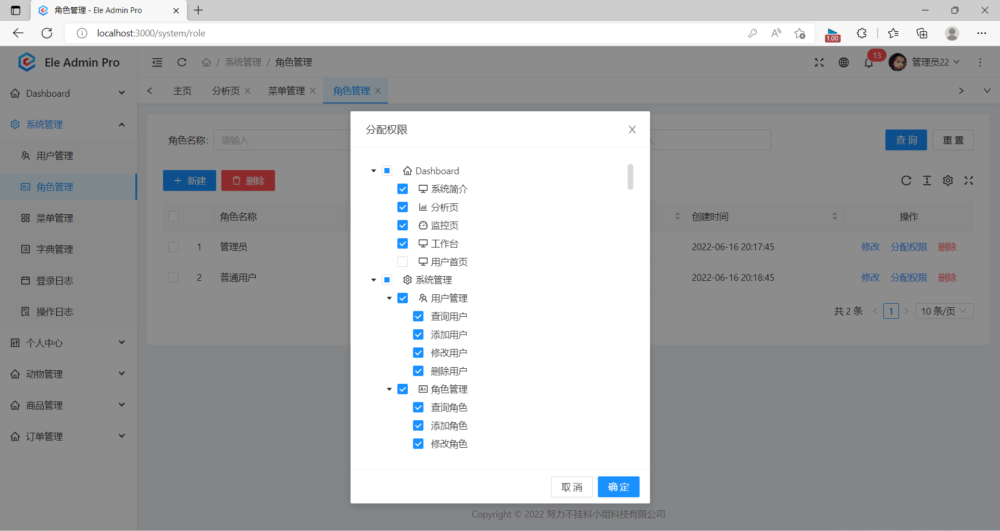 角色管理 - Ele Admin Pro
localhost:3000/system/role
1.00
Ele Admin Pro
系统管理 / 角色管理
13
管理员22
主页
分析页
菜单管理
角色管理
Dashboard
系统管理
用户管理
角色管理
菜单管理
字典管理
登录日志
操作日志
个人中心
动物管理
商品管理
订单管理
角色名称:
请输入
查 询
重 置
新建
删除
角色名称
创建时间
操作
1
管理员
2022-06-16 20:17:45
修改
分配权限
删除
2
普通用户
2022-06-16 20:18:45
修改
分配权限
删除
共 2 条
1
10 条/页
分配权限
Dashboard
系统简介
分析页
监控页
工作台
用户首页
系统管理
用户管理
查询用户
添加用户
修改用户
删除用户
角色管理
查询角色
添加角色
修改角色
取 消
确 定
Copyright © 2022 努力不挂科小组科技有限公司